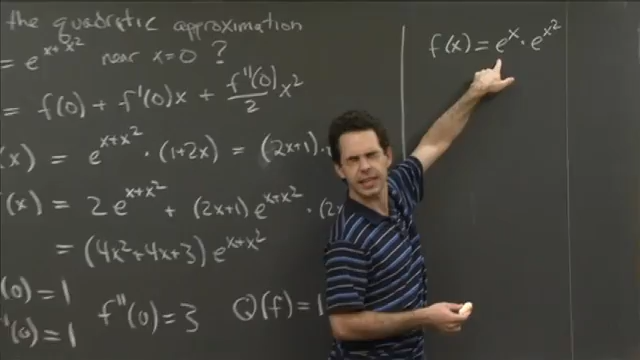 the quadratic approximation
= e^{x+x²} near x=0 ?
= f(0) + f'(0)x + f''(0)/2 x²
(x) = e^{x+x²} · (1+2x) = (2x+1) ·
(x) = 2e^{x+x²} + (2x+1)e^{x+x²} · (2x
= (4x²+4x+3) e^{x+x²}
(0) = 1
'(0) = 1
f''(0) = 3
Q(f) = 1
f(x) = e^x · e^{x²}